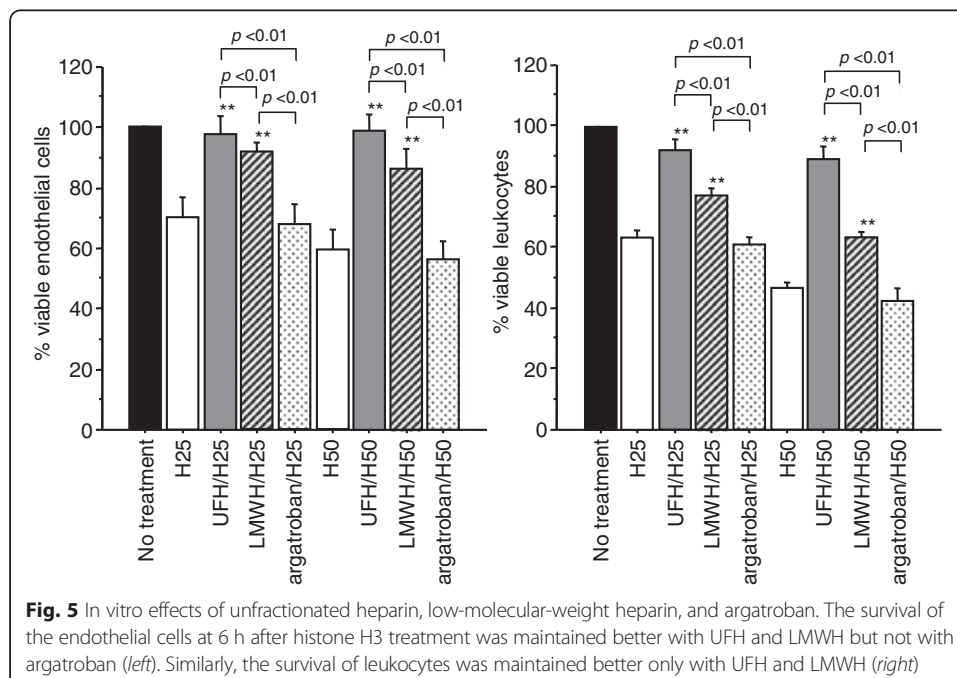 p <0.01
p <0.01
p <0.01
p <0.01
p <0.01
p <0.01
**
**
**
**
% viable endothelial cells
120
100
80
60
40
20
0
No treatment
H25
UFH/H25
LMWH/H25
argatroban/H25
H50
UFH/H50
LMWH/H50
argatroban/H50
p <0.01
p <0.01
p <0.01
p <0.01
p <0.01
p <0.01
**
**
**
**
% viable leukocytes
120
100
80
60
40
20
0
No treatment
H25
UFH/H25
LMWH/H25
argatroban/H25
H50
UFH/H50
LMWH/H50
argatroban/H50
Fig. 5 In vitro effects of unfractionated heparin, low-molecular-weight heparin, and argatroban. The survival of
the endothelial cells at 6 h after histone H3 treatment was maintained better with UFH and LMWH but not with
argatroban (left). Similarly, the survival of leukocytes was maintained better only with UFH and LMWH (right)